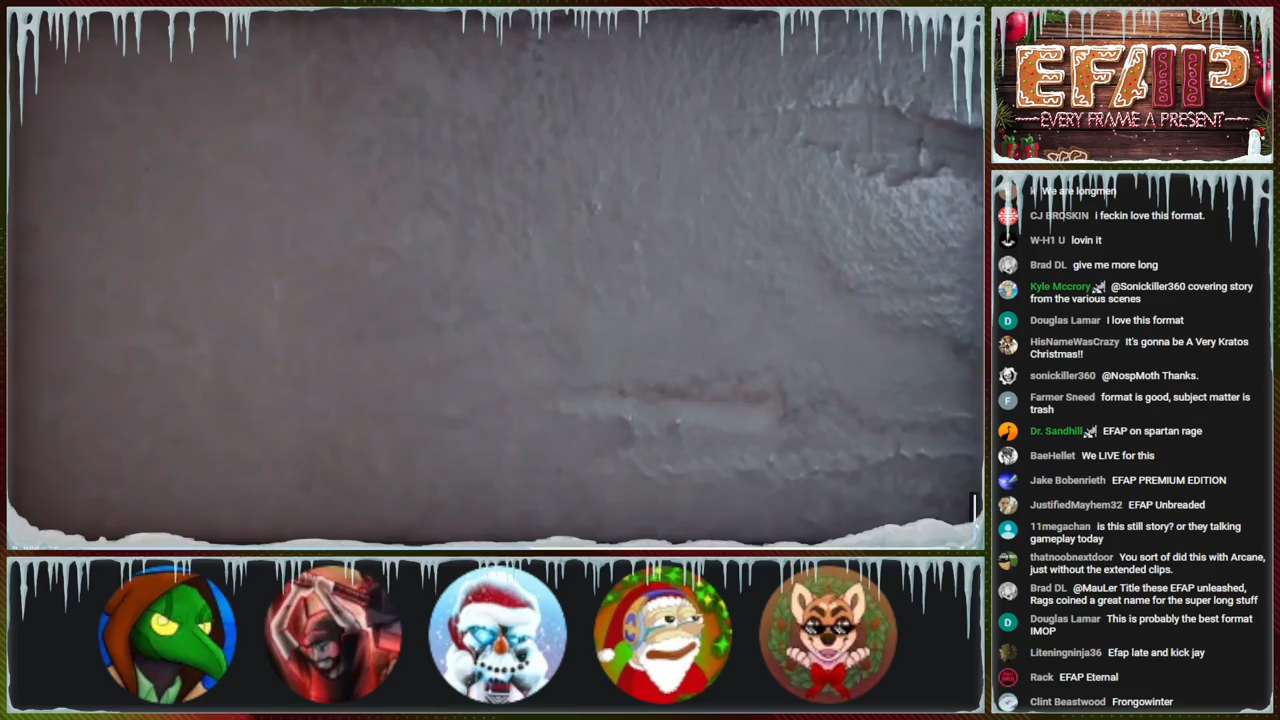 EFAP
EVERY FRAME A PRESENT
k We are longmen
CJ BROSKIN i feckin love this format.
W-H1 U lovin it
Brad DL give me more long
Kyle Mccrory @Sonickiller360 covering story
from the various scenes
D Douglas Lamar I love this format
HisNameWasCrazy It's gonna be A Very Kratos
Christmas!!
sonickiller360 @NospMoth Thanks.
F Farmer Sneed format is good, subject matter is
trash
Dr. Sandhill EFAP on spartan rage
BaeHellet We LIVE for this
Jake Bobenrieth EFAP PREMIUM EDITION
JustifiedMayhem32 EFAP Unbreaded
11megachan is this still story? or they talking
gameplay today
thatnoobnextdoor You sort of did this with Arcane,
just without the extended clips.
Brad DL @MauLer Title these EFAP unleashed,
Rags coined a great name for the super long stuff
D Douglas Lamar This is probably the best format
IMOP
Liteningninja36 Efap late and kick jay
Rack EFAP Eternal
Clint Beastwood Frongowinter